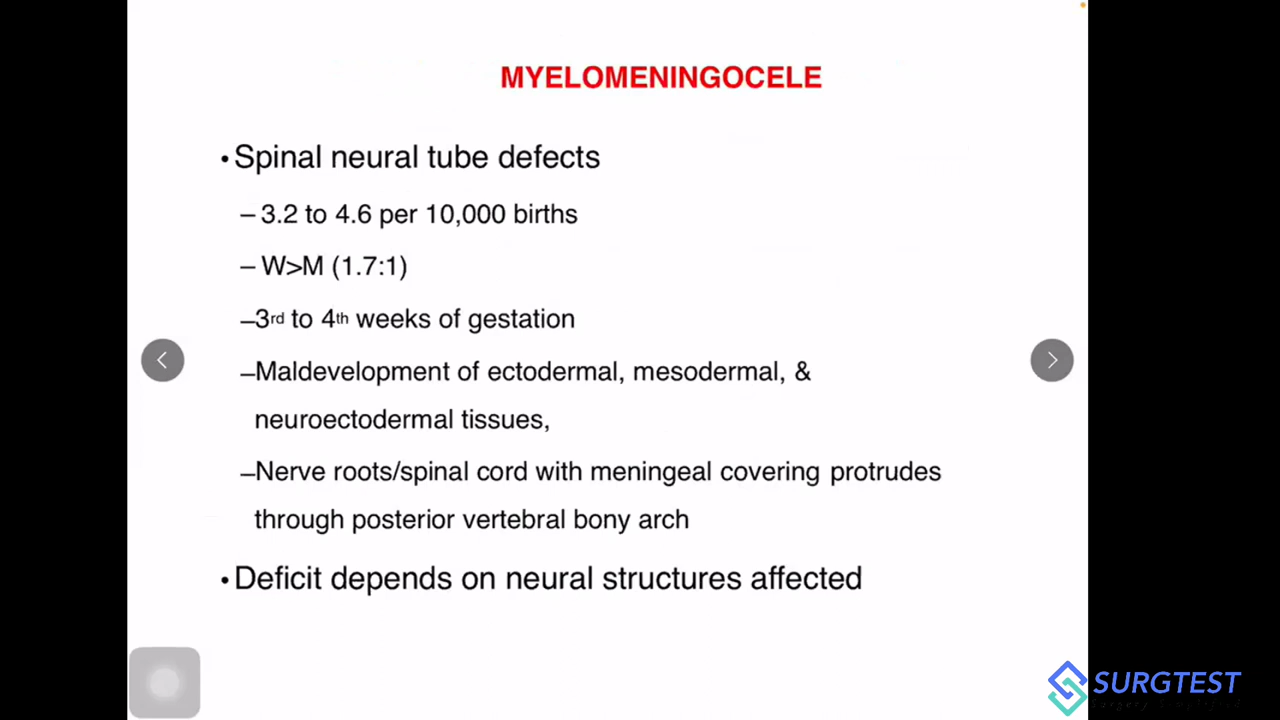 MYELOMENINGOCELE
• Spinal neural tube defects
– 3.2 to 4.6 per 10,000 births
– W>M (1.7:1)
–3rd to 4th weeks of gestation
–Maldevelopment of ectodermal, mesodermal, &
neuroectodermal tissues,
–Nerve roots/spinal cord with meningeal covering protrudes
through posterior vertebral bony arch
• Deficit depends on neural structures affected
SURGTEST